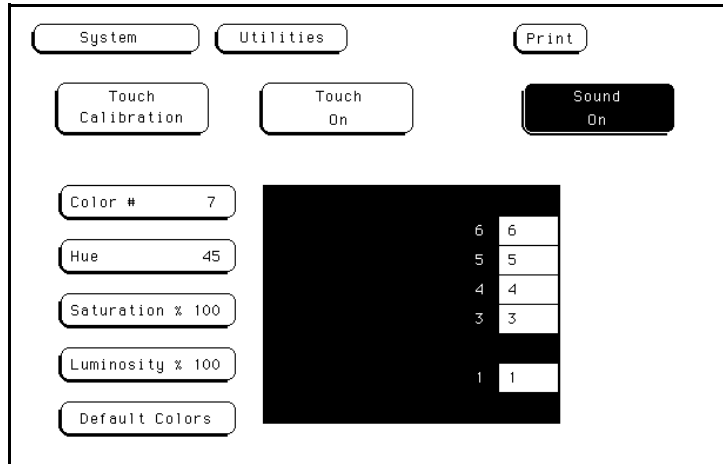 System Utilities Print
Touch Calibration
Touch On
Sound On
Color # 7
6 6
Hue 45
5 5
4 4
Saturation % 100
3 3
Luminosity % 100
1 1
Default Colors